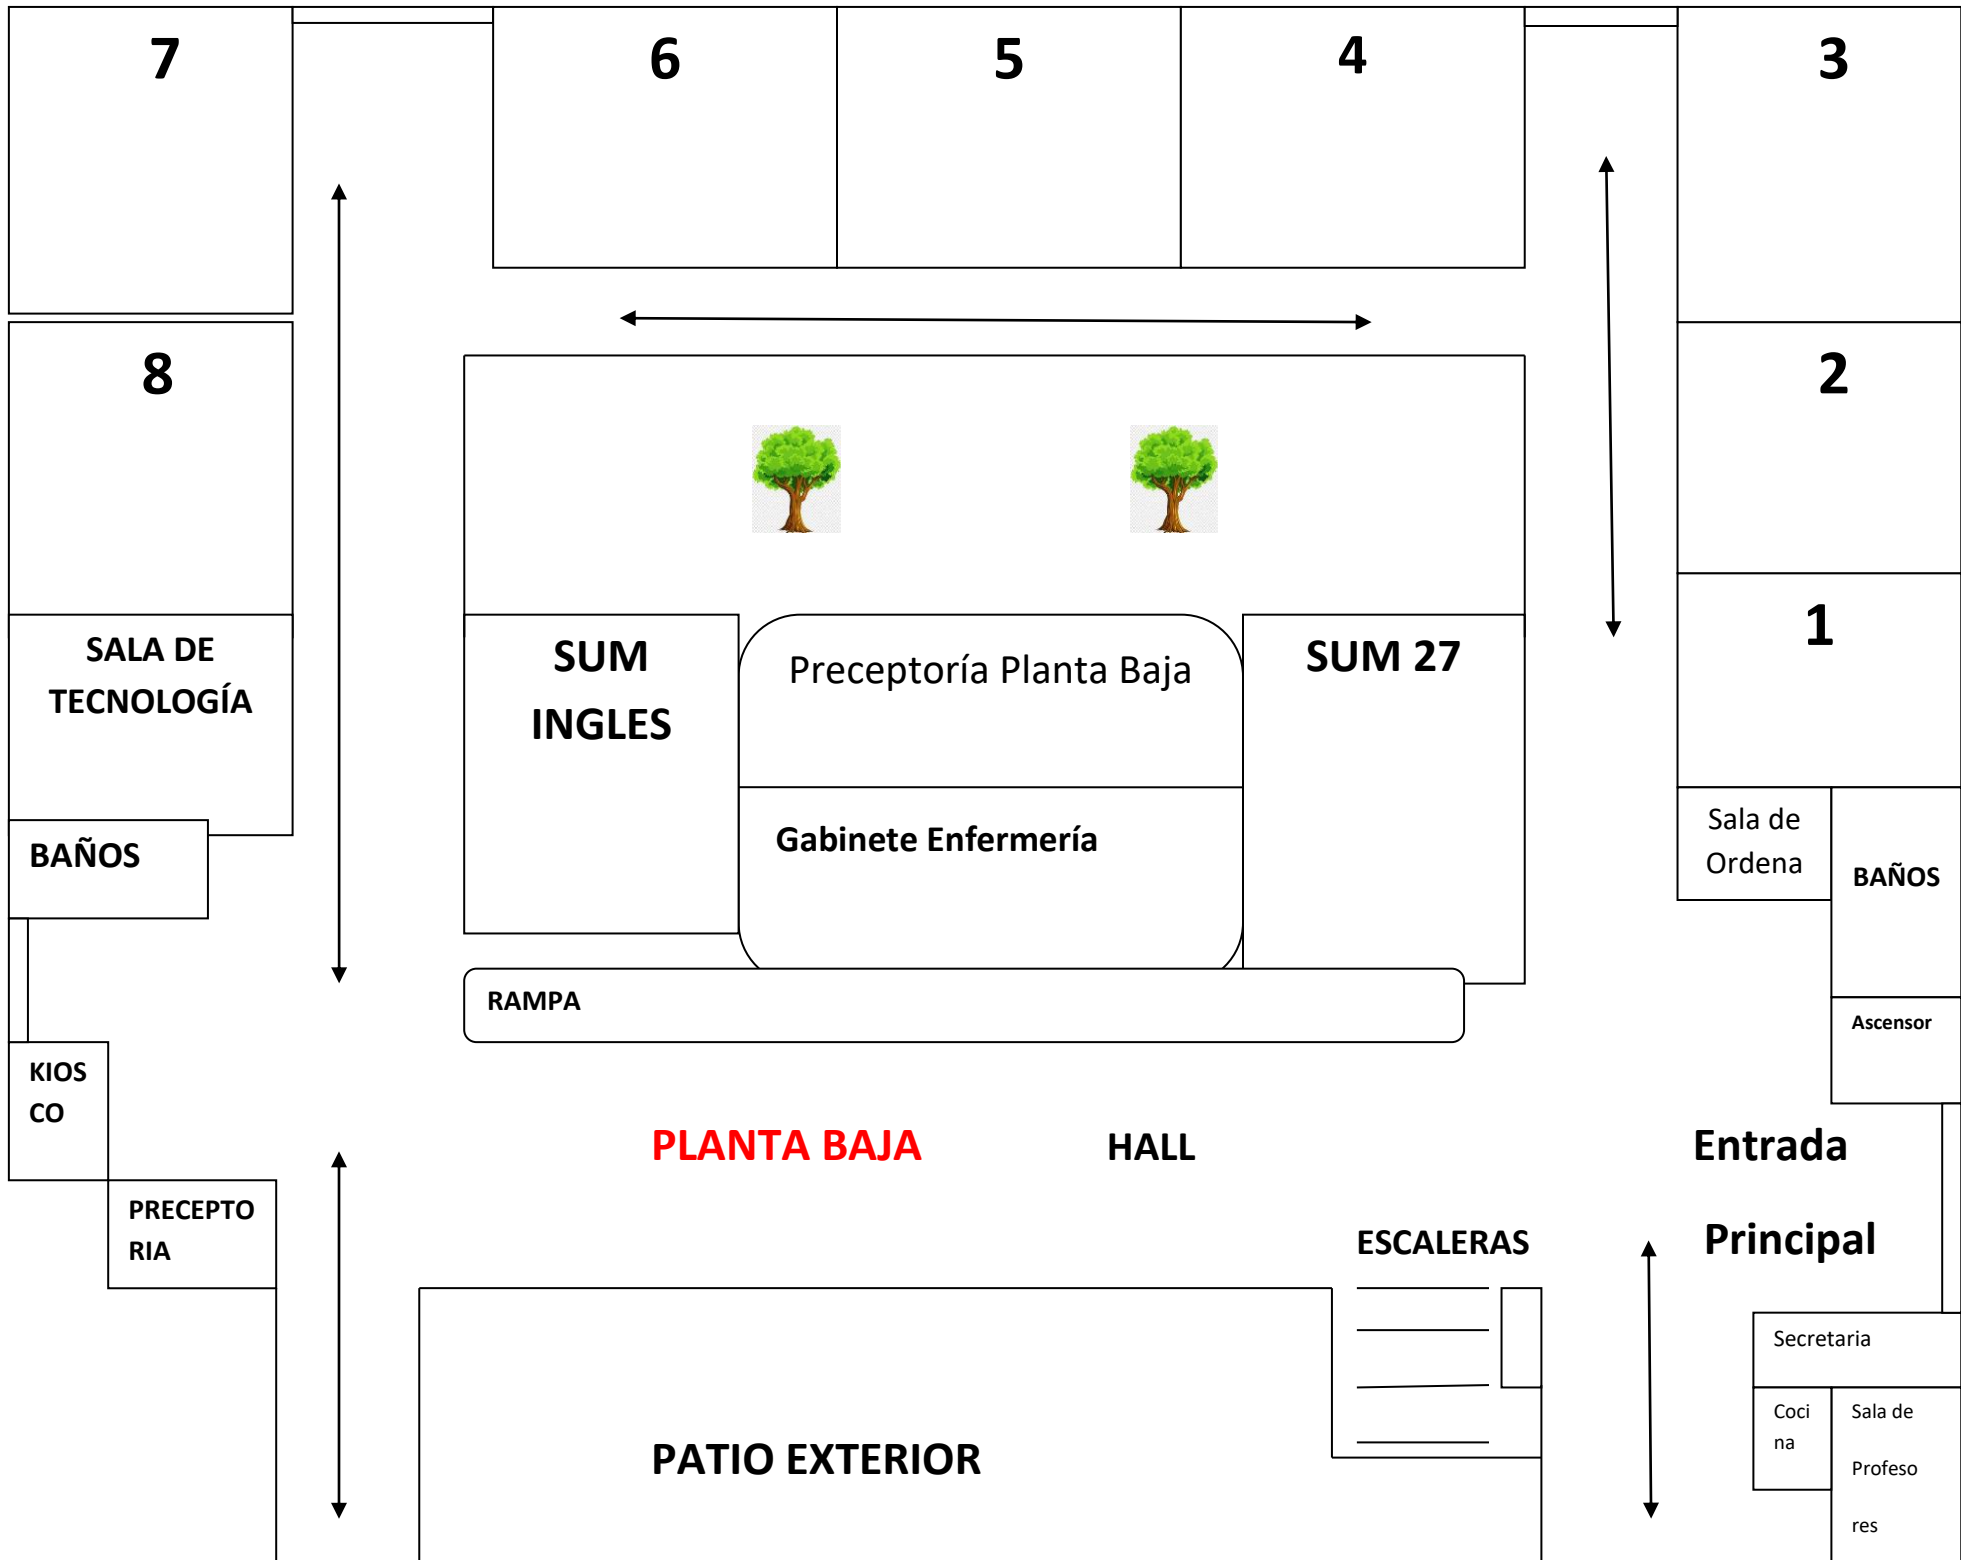 7
6
5
4
3
8
2
1
SALA DE
TECNOLOGÍA
SUM
INGLES
Preceptoría Planta Baja
SUM 27
Gabinete Enfermería
Sala de
Ordena
BAÑOS
BAÑOS
RAMPA
Ascensor
KIOS
CO
PLANTA BAJA
HALL
Entrada
Principal
PRECEPTO
RIA
ESCALERAS
Secretaria
PATIO EXTERIOR
Coci
na
Sala de
Profeso
res